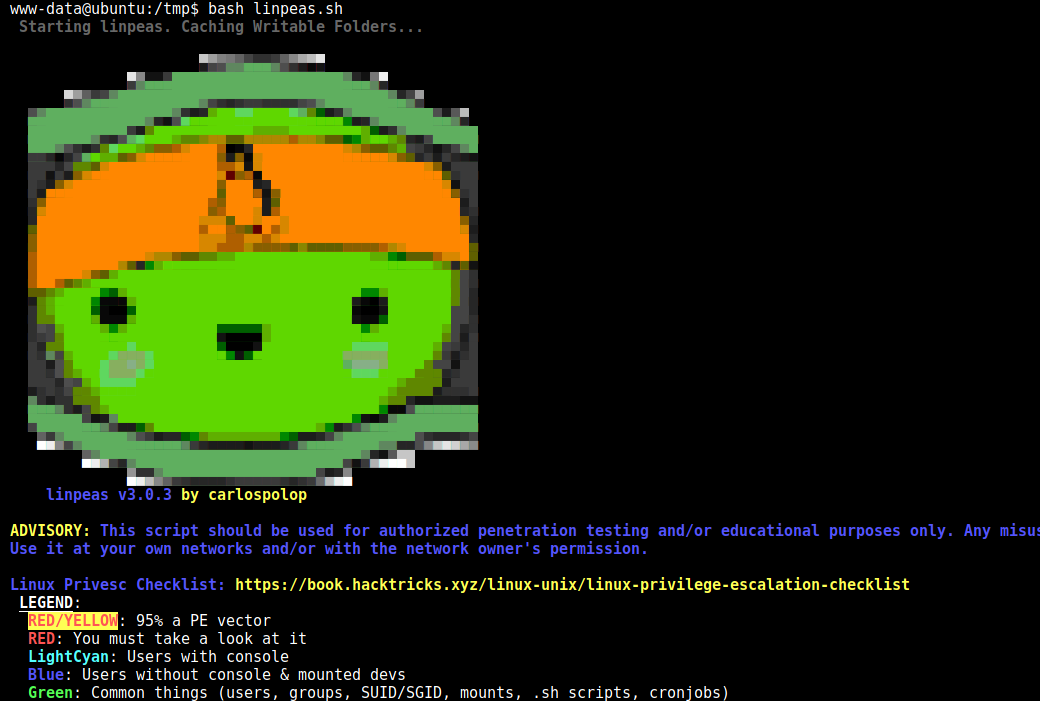 www-data@ubuntu:/tmp$ bash linpeas.sh
Starting linpeas. Caching Writable Folders...
linpeas v3.0.3 by carlospolop
ADVISORY: This script should be used for authorized penetration testing and/or educational purposes only. Any misus
Use it at your own networks and/or with the network owner's permission.
Linux Privesc Checklist: https://book.hacktricks.xyz/linux-unix/linux-privilege-escalation-checklist
LEGEND:
RED/YELLOW: 95% a PE vector
RED: You must take a look at it
LightCyan: Users with console
Blue: Users without console & mounted devs
Green: Common things (users, groups, SUID/SGID, mounts, .sh scripts, cronjobs)